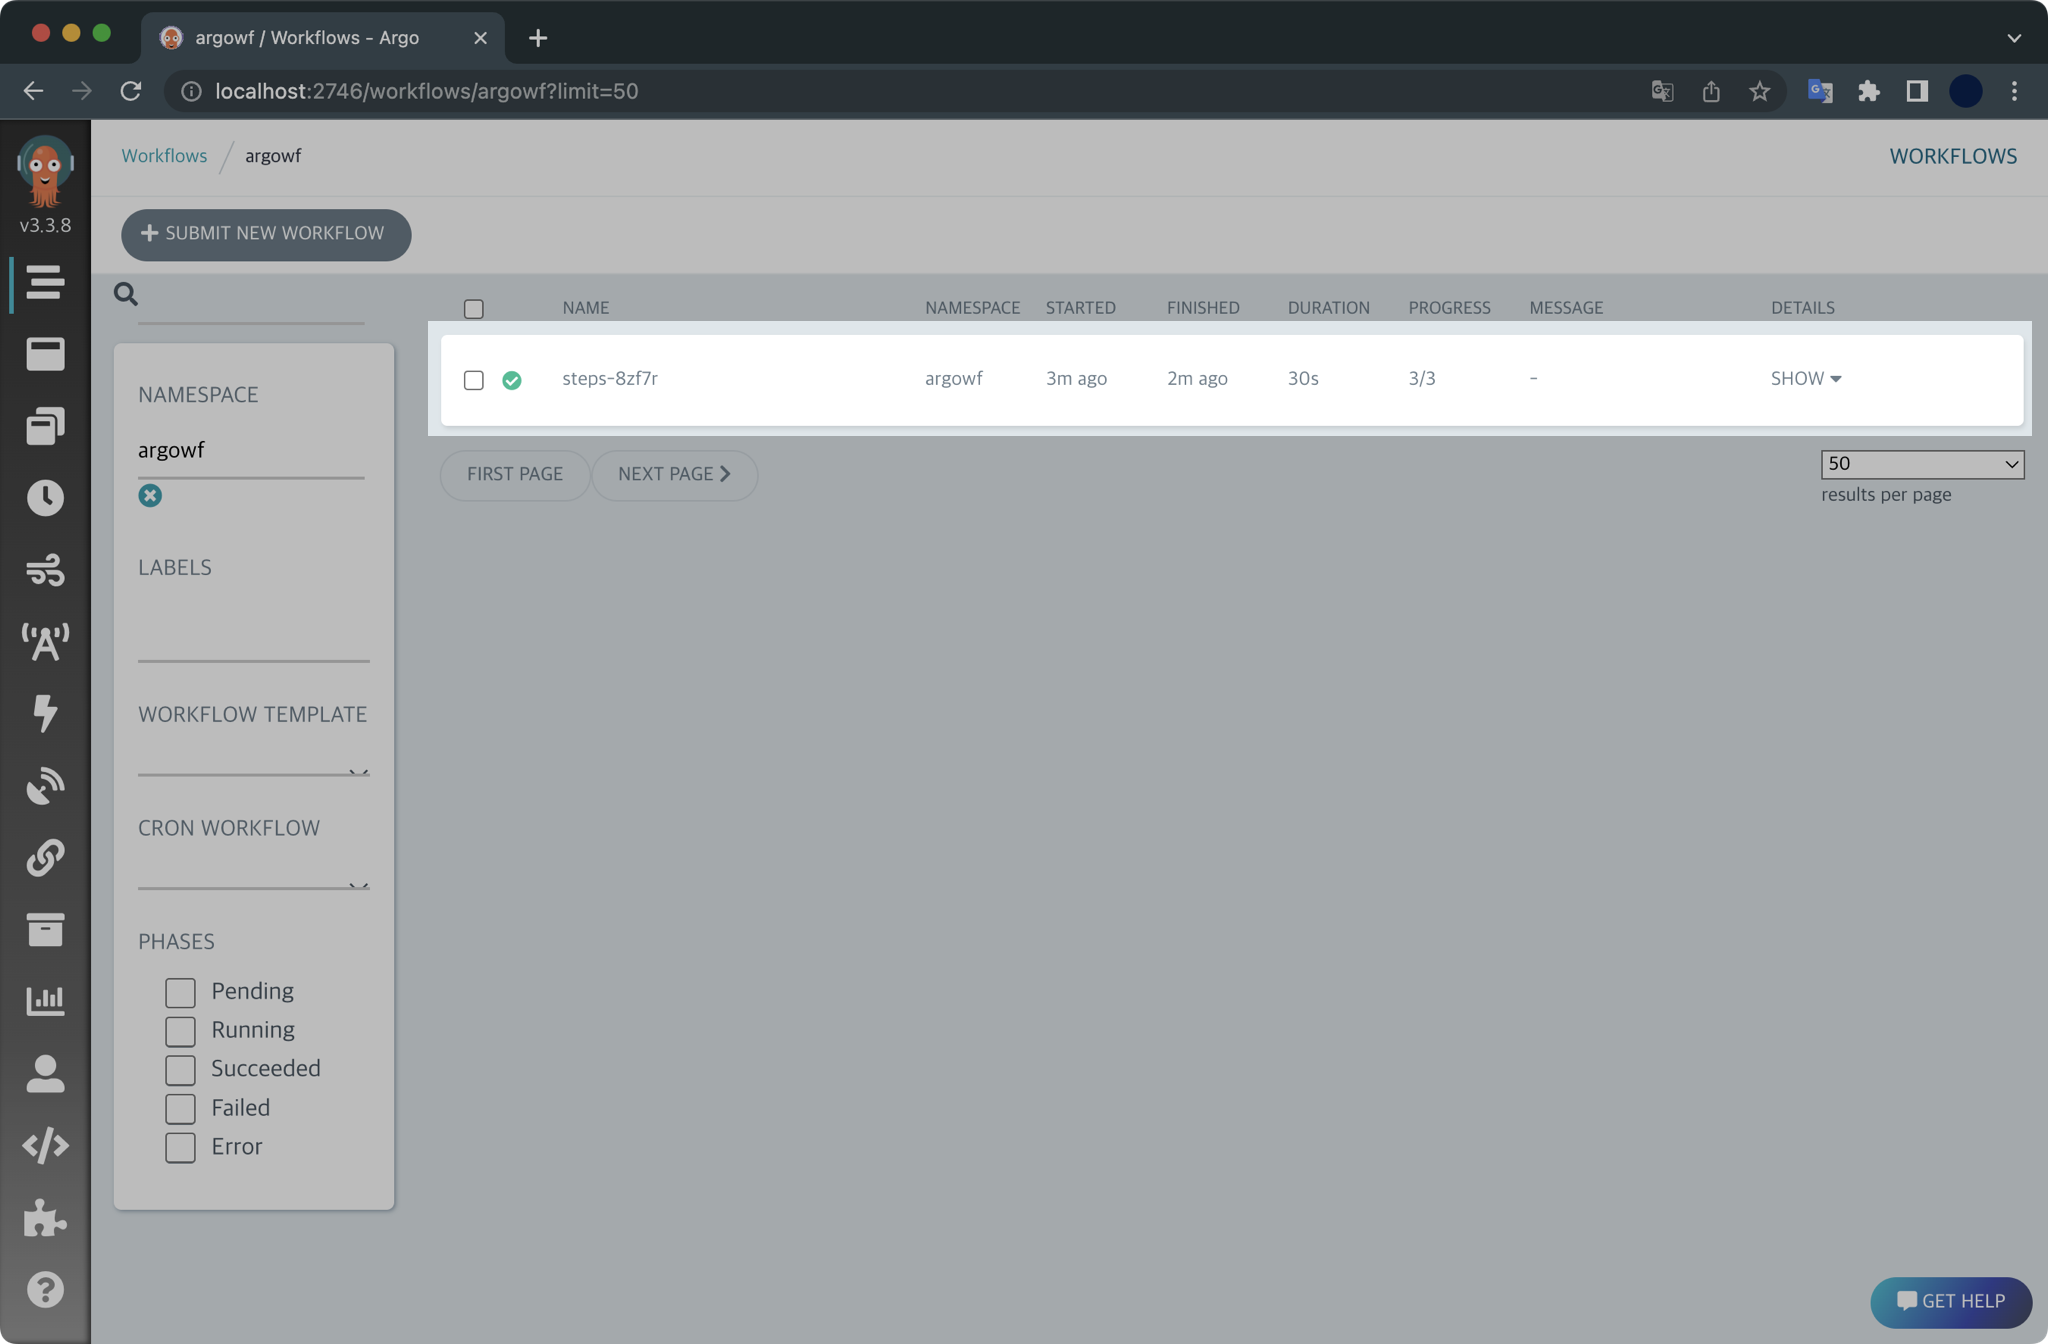 argowf / Workflows - Argo
localhost:2746/workflows/argowf?limit=50
v3.3.8
Workflows / argowf
WORKFLOWS
+ SUBMIT NEW WORKFLOW
NAME NAMESPACE STARTED FINISHED DURATION PROGRESS MESSAGE DETAILS
steps-8zf7r argowf 3m ago 2m ago 30s 3/3 - SHOW
FIRST PAGE NEXT PAGE
50
results per page
NAMESPACE
argowf
LABELS
WORKFLOW TEMPLATE
CRON WORKFLOW
PHASES
Pending
Running
Succeeded
Failed
Error
GET HELP